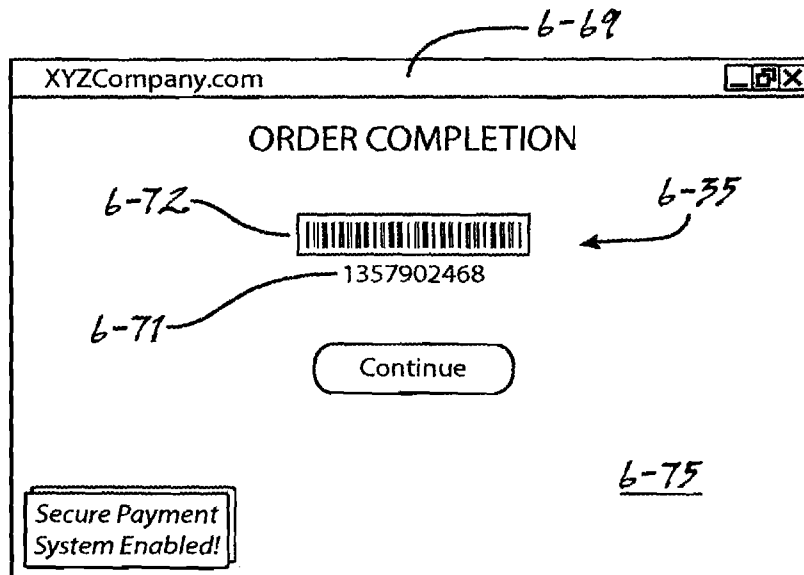 6-69
XYZCompany.com
ORDER COMPLETION
6-72
6-35
1357902468
6-71
Continue
6-75
Secure Payment
System Enabled!